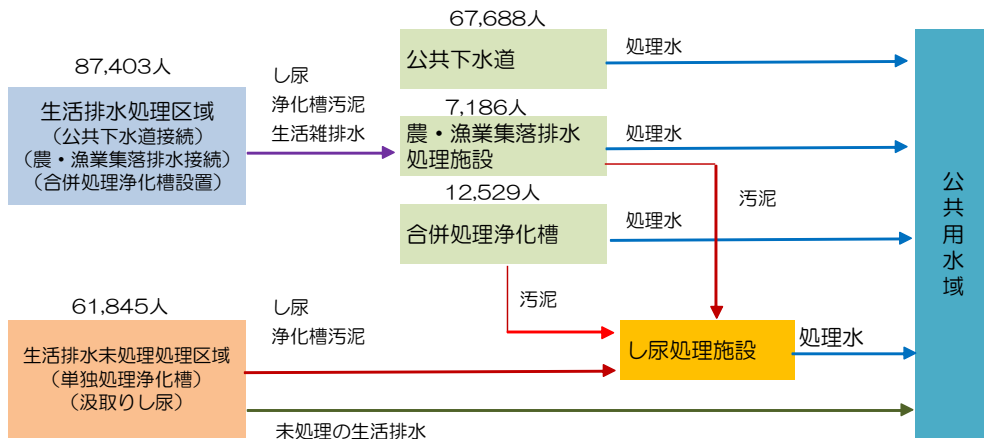 67,688人
公共下水道
処理水
87,403人
し尿
浄化槽汚泥
生活雑排水
生活排水処理区域
(公共下水道接続)
(農・漁業集落排水接続)
(合併処理浄化槽設置)
7,186人
農・漁業集落排水
処理施設
処理水
汚泥
12,529人
合併処理浄化槽
処理水
汚泥
公共用水域
61,845人
し尿
浄化槽汚泥
生活排水未処理処理区域
(単独処理浄化槽)
(汲取りし尿)
し尿処理施設
処理水
未処理の生活排水